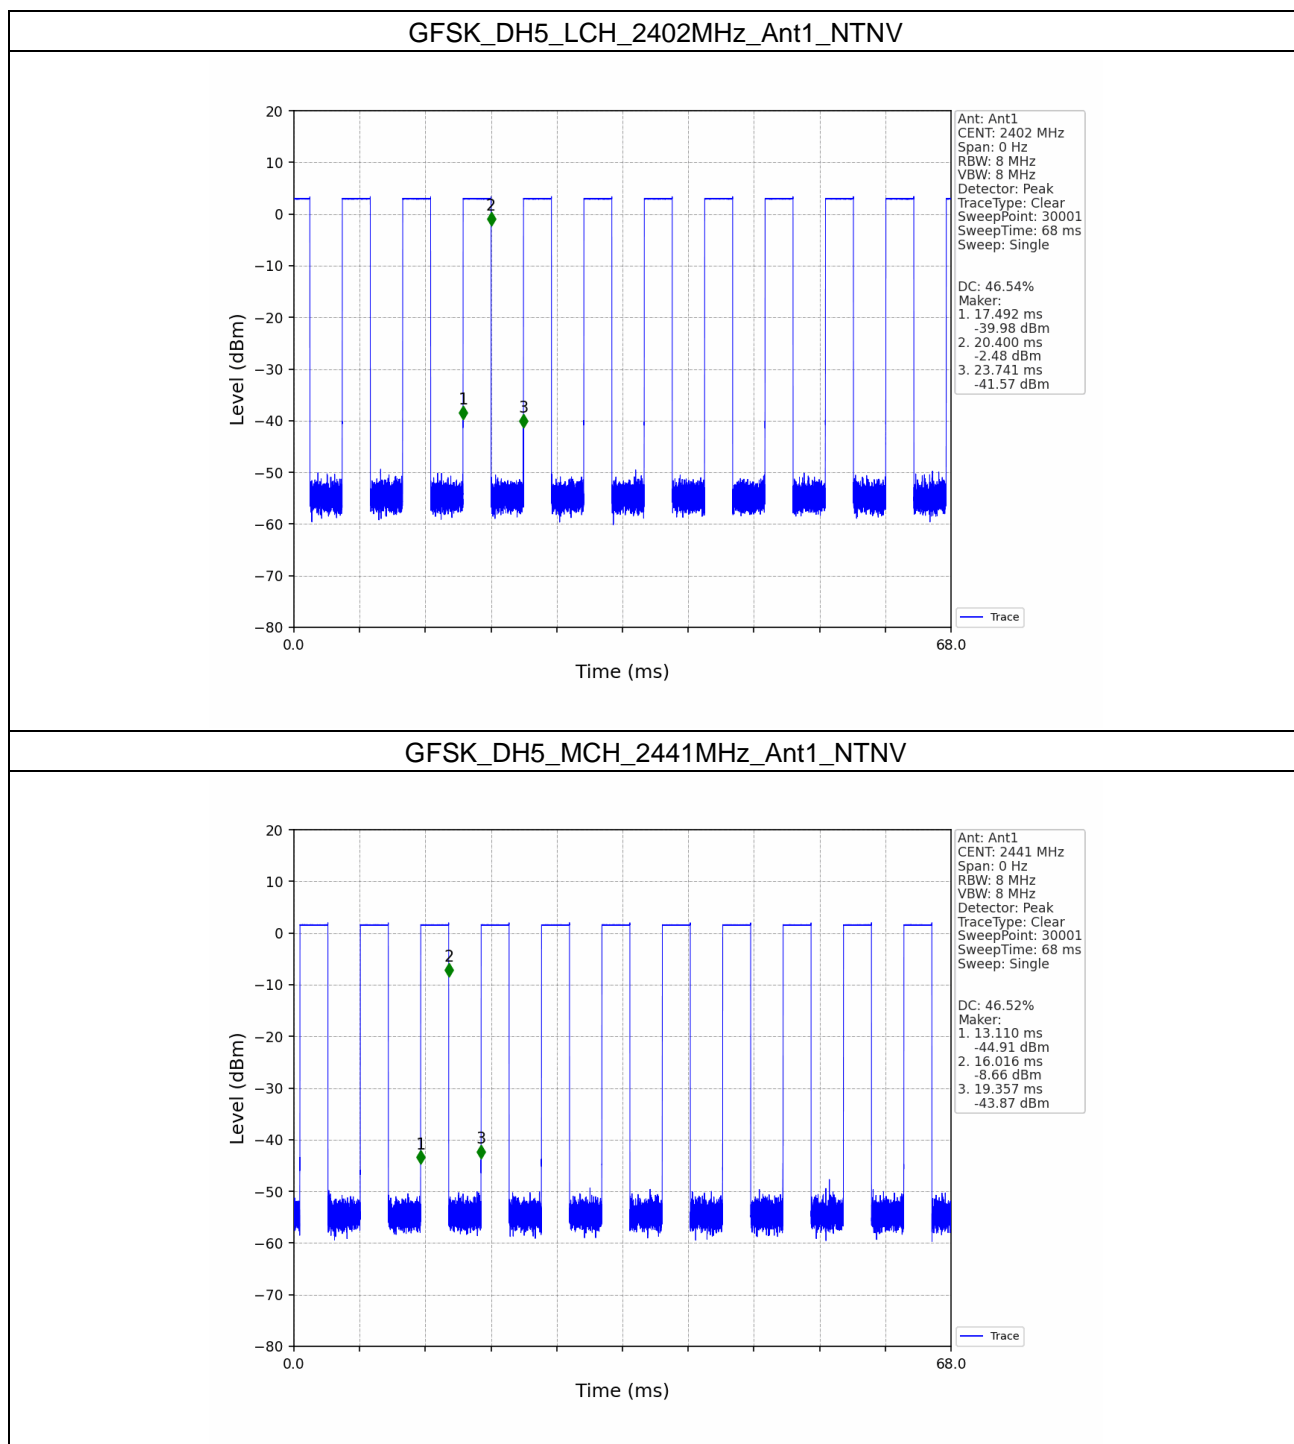 GFSK_DH5_LCH_2402MHz_Ant1_NTNV
20
10
0
−10
−20
−30
−40
−50
−60
−70
−80
Level (dBm)
0.0
68.0
Time (ms)
1
2
3
Ant: Ant1
CENT: 2402 MHz
Span: 0 Hz
RBW: 8 MHz
VBW: 8 MHz
Detector: Peak
TraceType: Clear
SweepPoint: 30001
SweepTime: 68 ms
Sweep: Single
DC: 46.54%
Maker:
1. 17.492 ms
-39.98 dBm
2. 20.400 ms
-2.48 dBm
3. 23.741 ms
-41.57 dBm
Trace
GFSK_DH5_MCH_2441MHz_Ant1_NTNV
20
10
0
−10
−20
−30
−40
−50
−60
−70
−80
Level (dBm)
0.0
68.0
Time (ms)
1
2
3
Ant: Ant1
CENT: 2441 MHz
Span: 0 Hz
RBW: 8 MHz
VBW: 8 MHz
Detector: Peak
TraceType: Clear
SweepPoint: 30001
SweepTime: 68 ms
Sweep: Single
DC: 46.52%
Maker:
1. 13.110 ms
-44.91 dBm
2. 16.016 ms
-8.66 dBm
3. 19.357 ms
-43.87 dBm
Trace